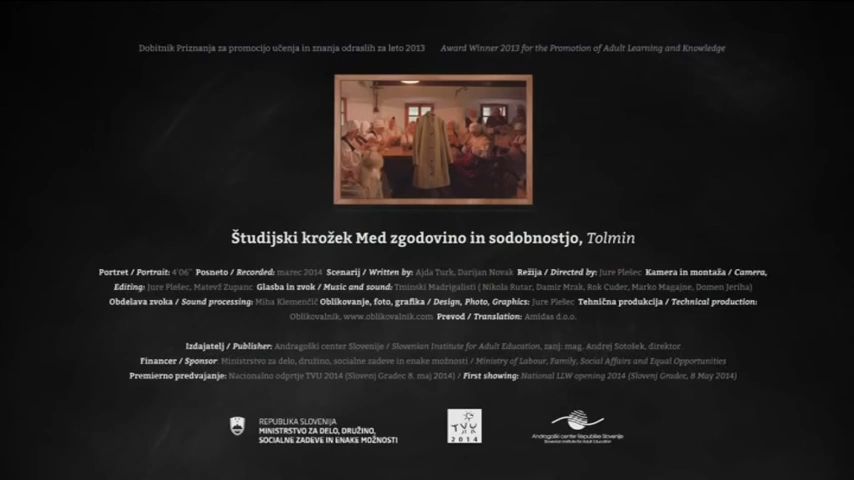 Dobitnik Priznanja za promocijo učenja in znanja odraslih za leto 2013 Award Winner 2013 for the Promotion of Adult Learning and Knowledge
Študijski krožek Med zgodovino in sodobnostjo, Tolmin
Portret / Portrait: 4'06" Posneto / Recorded: marec 2014 Scenarij / Written by: Ajda Turk, Darijan Novak Režija / Directed by: Jure Plešec Kamera in montaža / Camera,
Editing: Jure Plešec, Matevž Zupanc Glasba in zvok / Music and sound: Tminski Madrigalisti ( Nikola Rutar, Damir Mrak, Rok Cuder, Marko Magajne, Domen Jeriha)
Obdelava zvoka / Sound processing: Miha Klemenčič Oblikovanje, foto, grafika / Design, Photo, Graphics: Jure Plešec Tehnična produkcija / Technical production:
Oblikovalnik, www.oblikovalnik.com Prevod / Translation: Amidas d.o.o.
Izdajatelj / Publisher: Andragoški center Slovenije / Slovenian Institute for Adult Education, zanj: mag. Andrej Sotošek, direktor
Financer / Sponsor: Ministrstvo za delo, družino, socialne zadeve in enake možnosti / Ministry of Labour, Family, Social Affairs and Equal Opportunities
Premierno predvajanje: Nacionalno odprtje TVU 2014 (Slovenj Gradec 8. maj 2014) / First showing: National LLW opening 2014 (Slovenj Gradec, 8 May 2014)
REPUBLIKA SLOVENIJA
MINISTRSTVO ZA DELO, DRUŽINO,
SOCIALNE ZADEVE IN ENAKE MOŽNOSTI
TVU
2014
Andragoški center Republike Slovenije
Slovenian Institute for Adult Education